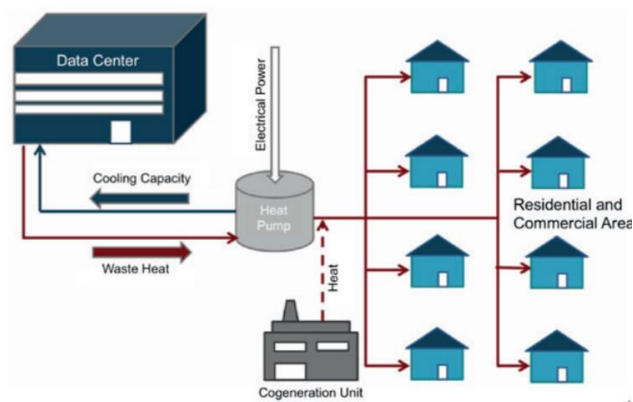 Data Center
Electrical Power
Cooling Capacity
Heat
Pump
Waste Heat
Residential and
Commercial Area
Heat
Cogeneration Unit